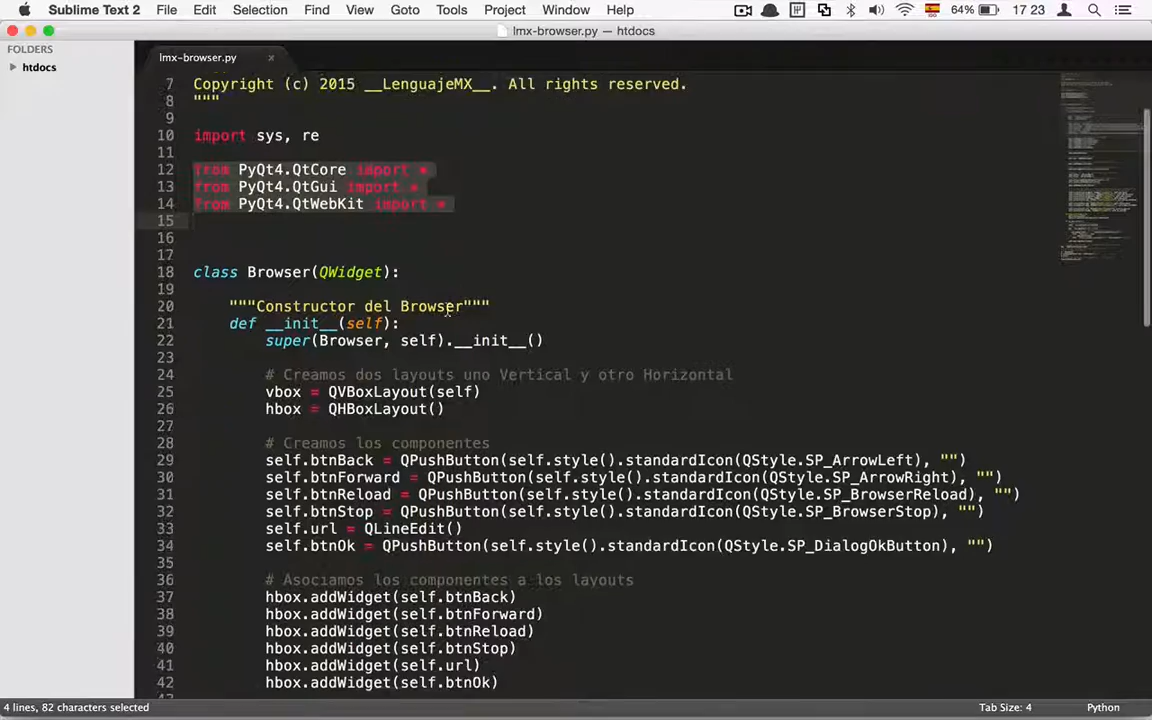 Sublime Text 2 File Edit Selection Find View Goto Tools Project Window Help 64% 17 23
lmx-browser.py — htdocs
FOLDERS
htdocs
lmx-browser.py ×
7 Copyright (c) 2015 __LenguajeMX__. All rights reserved.
8 """
9
10 import sys, re
11
12 from PyQt4.QtCore import *
13 from PyQt4.QtGui import *
14 from PyQt4.QtWebKit import *
15
16
17
18 class Browser(QWidget):
19
20 """Constructor del Browser"""
21 def __init__(self):
22 super(Browser, self).__init__()
23
24 # Creamos dos layouts uno Vertical y otro Horizontal
25 vbox = QVBoxLayout(self)
26 hbox = QHBoxLayout()
27
28 # Creamos los componentes
29 self.btnBack = QPushButton(self.style().standardIcon(QStyle.SP_ArrowLeft), "")
30 self.btnForward = QPushButton(self.style().standardIcon(QStyle.SP_ArrowRight), "")
31 self.btnReload = QPushButton(self.style().standardIcon(QStyle.SP_BrowserReload), "")
32 self.btnStop = QPushButton(self.style().standardIcon(QStyle.SP_BrowserStop), "")
33 self.url = QLineEdit()
34 self.btnOk = QPushButton(self.style().standardIcon(QStyle.SP_DialogOkButton), "")
35
36 # Asociamos los componentes a los layouts
37 hbox.addWidget(self.btnBack)
38 hbox.addWidget(self.btnForward)
39 hbox.addWidget(self.btnReload)
40 hbox.addWidget(self.btnStop)
41 hbox.addWidget(self.url)
42 hbox.addWidget(self.btnOk)
4 lines, 82 characters selected Tab Size: 4 Python